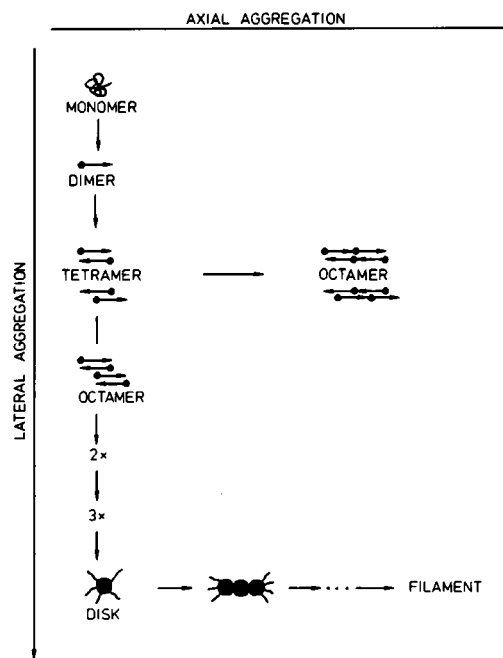 AXIAL AGGREGATION
LATERAL AGGREGATION
MONOMER
DIMER
TETRAMER
OCTAMER
OCTAMER
2×
3×
DISK
... FILAMENT